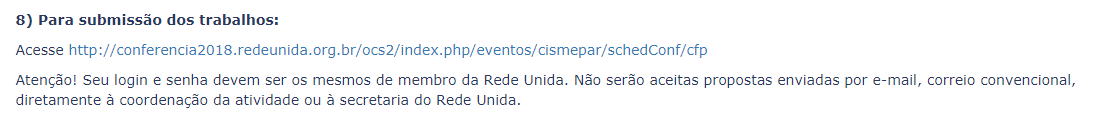 8) Para submissão dos trabalhos:
Acesse http://conferencia2018.redeunida.org.br/ocs2/index.php/eventos/cismepar/schedConf/cfp
Atenção! Seu login e senha devem ser os mesmos de membro da Rede Unida. Não serão aceitas propostas enviadas por e-mail, correio convencional,
diretamente à coordenação da atividade ou à secretaria do Rede Unida.